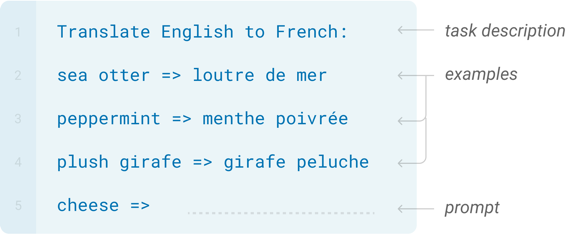 1 Translate English to French: task description
2 sea otter => loutre de mer examples
3 peppermint => menthe poivrée
4 plush girafe => girafe peluche
5 cheese => prompt